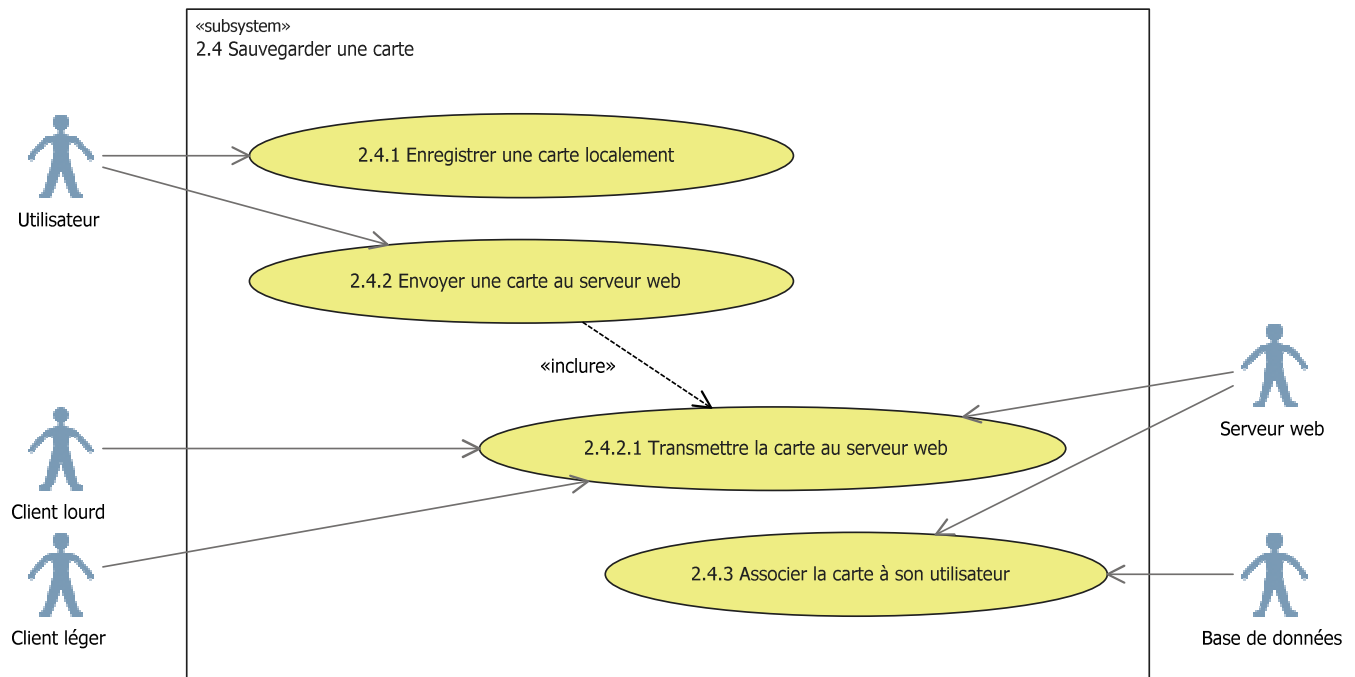 «subsystem»
2.4 Sauvegarder une carte
2.4.1 Enregistrer une carte localement
Utilisateur
2.4.2 Envoyer une carte au serveur web
«inclure»
Serveur web
2.4.2.1 Transmettre la carte au serveur web
Client lourd
2.4.3 Associer la carte à son utilisateur
Client léger
Base de données